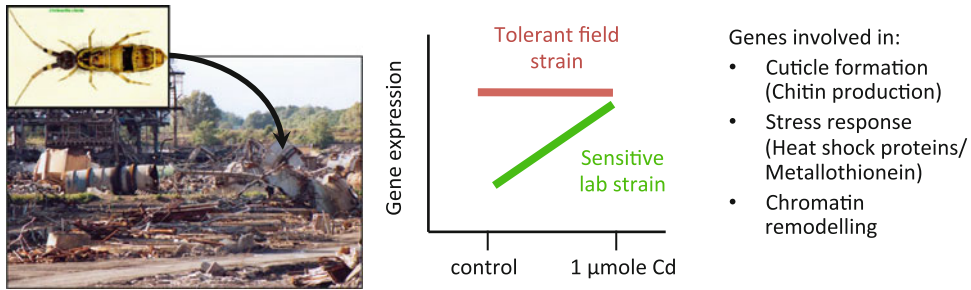 Gene expression
Tolerant field
strain
Sensitive
lab strain
control
1 µmole Cd
Genes involved in:
• Cuticle formation
(Chitin production)
• Stress response
(Heat shock proteins/
Metallothionein)
• Chromatin
remodelling